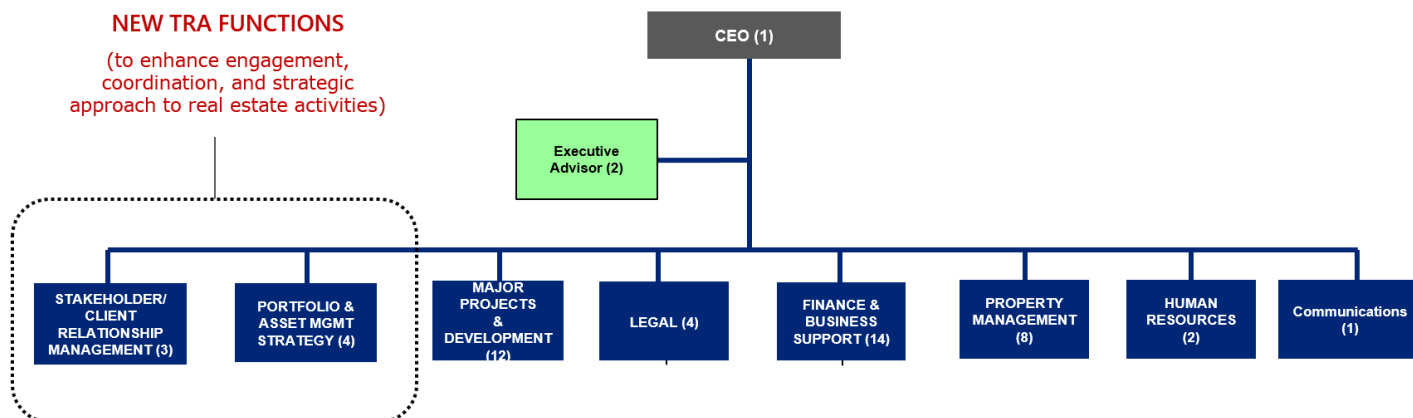 NEW TRA FUNCTIONS
(to enhance engagement,
coordination, and strategic
approach to real estate activities)
CEO (1)
Executive
Advisor (2)
STAKEHOLDER/
CLIENT
RELATIONSHIP
MANAGEMENT (3)
PORTFOLIO &
ASSET MGMT
STRATEGY (4)
MAJOR
PROJECTS
&
DEVELOPMENT
(12)
LEGAL (4)
FINANCE &
BUSINESS
SUPPORT (14)
PROPERTY
MANAGEMENT
(8)
HUMAN
RESOURCES
(2)
Communications
(1)